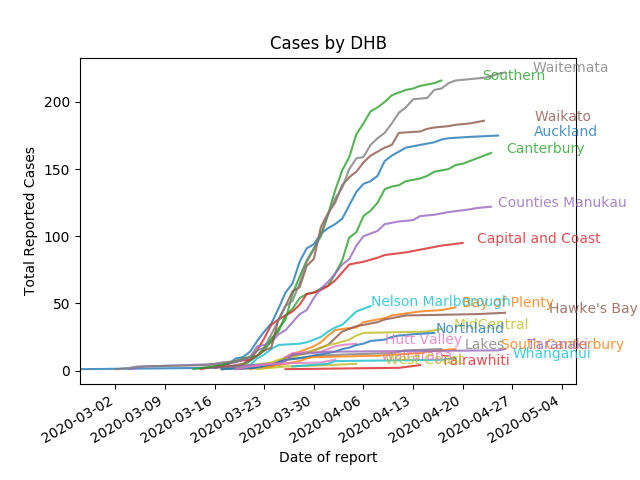 Cases by DHB
Total Reported Cases
200
150
100
50
0
Waitemata
Southern
Waikato
Auckland
Canterbury
Counties Manukau
Capital and Coast
Nelson Marlborough
Bay of Plenty
Hawke's Bay
MidCentral
Northland
Hutt Valley
Lakes
South Canterbury
Taranaki
Whanganui
West Coast
Tairawhiti
2020-03-02
2020-03-09
2020-03-16
2020-03-23
2020-03-30
2020-04-06
2020-04-13
2020-04-20
2020-04-27
2020-05-04
Date of report